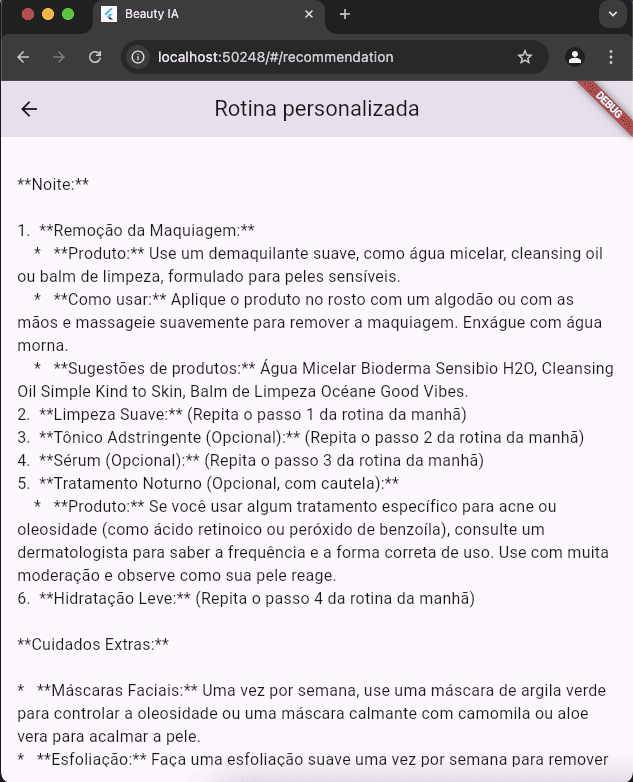 Beauty IA
localhost:50248/#/recommendation
Rotina personalizada
DEBUG
**Noite:**
1.  **Remoção da Maquiagem:**
*   **Produto:** Use um demaquilante suave, como água micelar, cleansing oil
ou balm de limpeza, formulado para peles sensíveis.
*   **Como usar:** Aplique o produto no rosto com um algodão ou com as
mãos e massageie suavemente para remover a maquiagem. Enxágue com água
morna.
*   **Sugestões de produtos:** Água Micelar Bioderma Sensibio H2O, Cleansing
Oil Simple Kind to Skin, Balm de Limpeza Océane Good Vibes.
2.  **Limpeza Suave:** (Repita o passo 1 da rotina da manhã)
3.  **Tônico Adstringente (Opcional):** (Repita o passo 2 da rotina da manhã)
4.  **Sérum (Opcional):** (Repita o passo 3 da rotina da manhã)
5.  **Tratamento Noturno (Opcional, com cautela):**
*   **Produto:** Se você usar algum tratamento específico para acne ou
oleosidade (como ácido retinoico ou peróxido de benzoíla), consulte um
dermatologista para saber a frequência e a forma correta de uso. Use com muita
moderação e observe como sua pele reage.
6.  **Hidratação Leve:** (Repita o passo 4 da rotina da manhã)
**Cuidados Extras:**
*   **Máscaras Faciais:** Uma vez por semana, use uma máscara de argila verde
para controlar a oleosidade ou uma máscara calmante com camomila ou aloe
vera para acalmar a pele.
*   **Esfoliação:** Faça uma esfoliação suave uma vez por semana para remover